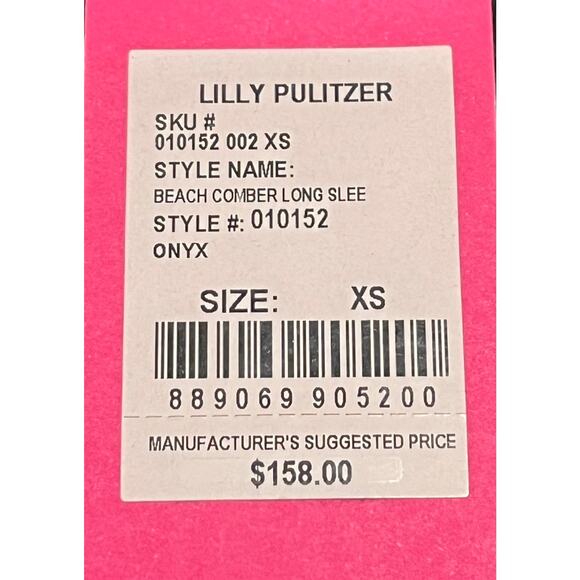 LILLY PULITZER
SKU #
010152 002 XS
STYLE NAME:
BEACH COMBER LONG SLEE
STYLE #: 010152
ONYX
SIZE: XS
889069 905200
MANUFACTURER'S SUGGESTED PRICE
$158.00